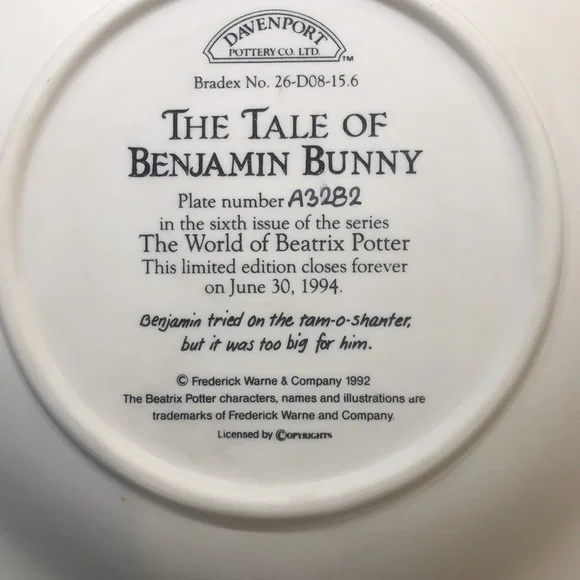 DAVENPORT
POTTERY CO. LTD.™
Bradex No. 26-D08-15.6
THE TALE OF
BENJAMIN BUNNY
Plate number A3282
in the sixth issue of the series
The World of Beatrix Potter
This limited edition closes forever
on June 30, 1994.
Benjamin tried on the tam-o-shanter,
but it was too big for him.
© Frederick Warne & Company 1992
The Beatrix Potter characters, names and illustrations are
trademarks of Frederick Warne and Company.
Licensed by ©OPYRIGHTS